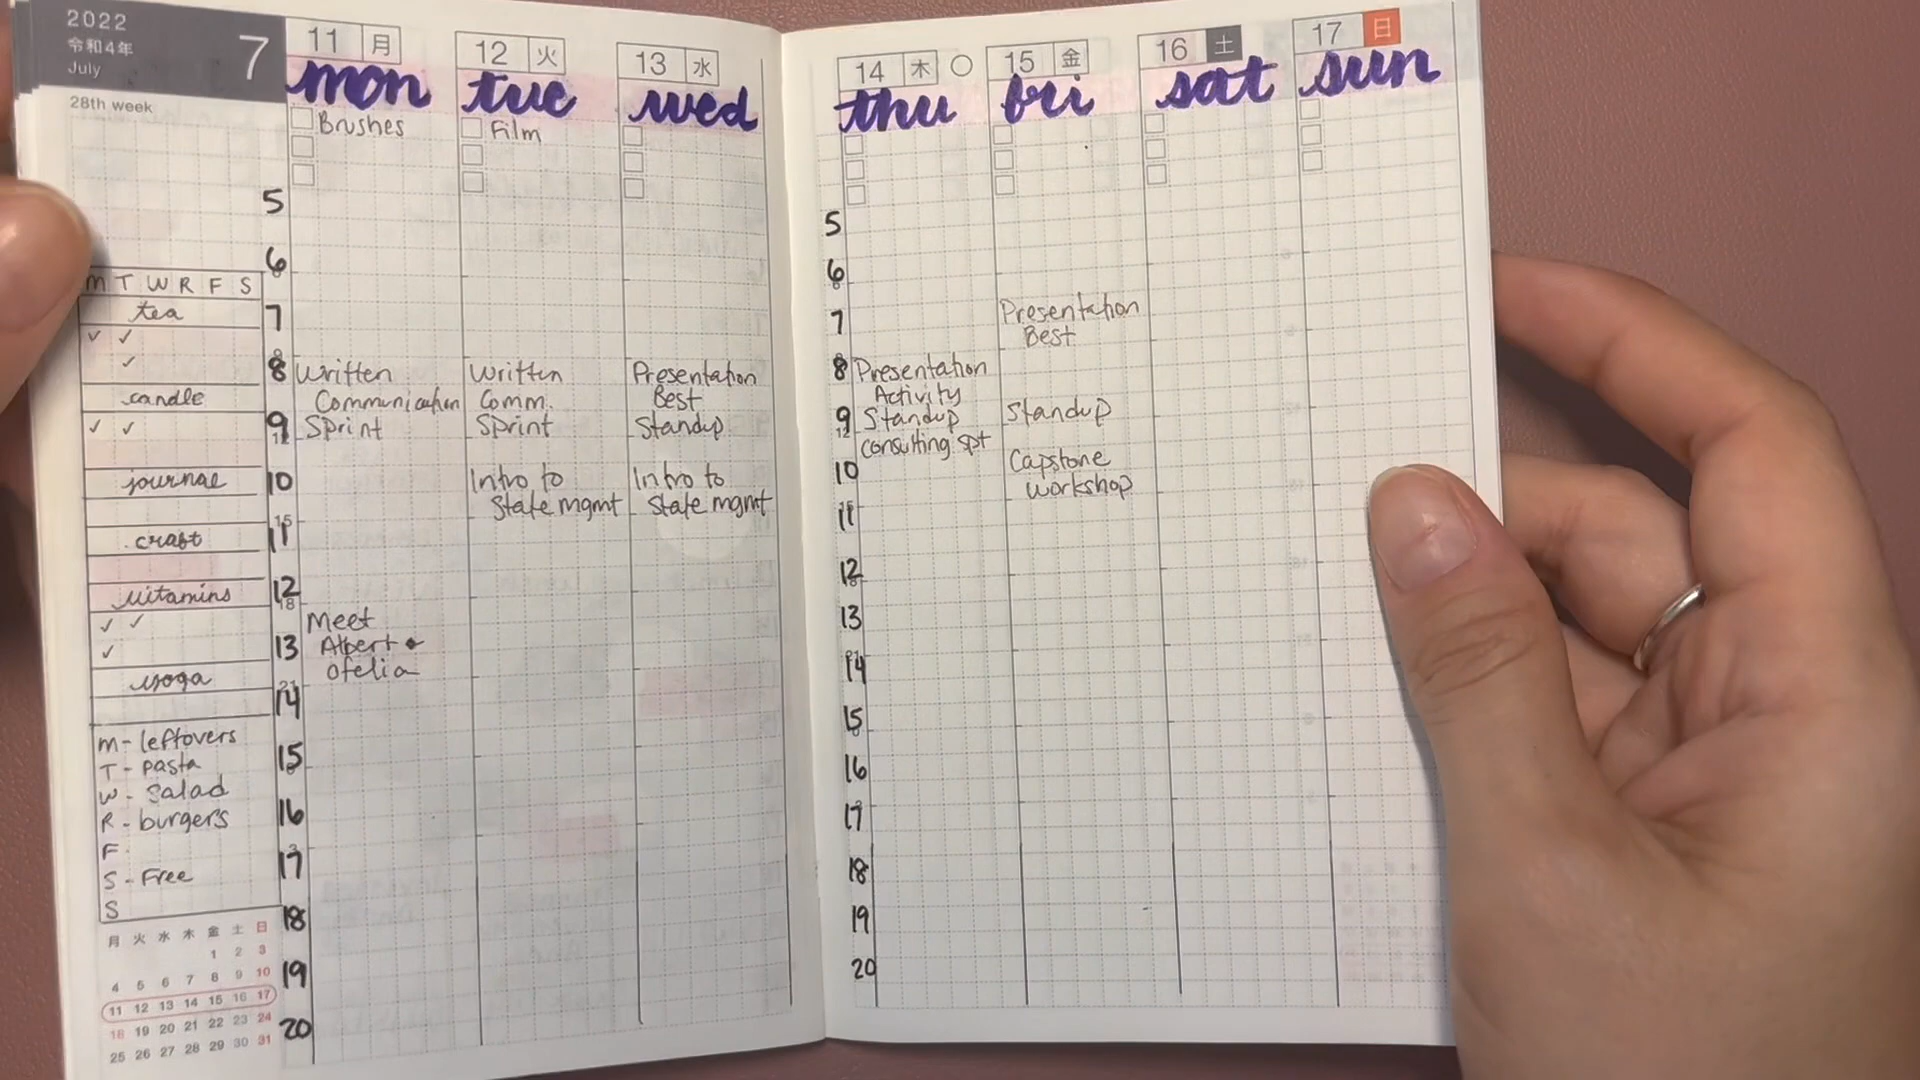 2022
令和4年
July
7
28th week
M T W R F S
tea
✓ ✓
✓
candle
✓ ✓
journal
craft
vitamins
✓ ✓
✓
yoga
M- leftovers
T - pasta
W - Salad
R - burgers
F
S - Free
S
月 火 水 木 金 土 日
1 2 3
4 5 6 7 8 9 10
11 12 13 14 15 16 17
18 19 20 21 22 23 24
25 26 27 28 29 30 31
11 月
mon
Brushes
5
6
7
8 Written
Communication
9 Sprint
10
11
12
Meet
13 Albert &
Ofelia
14
15
16
17
18
19
20
12 火
tue
Film
Written
Comm.
Sprint
Intro to
State mgmt
13 水
wed
Presentation
Best
Standup
Intro to
State mgmt
14 木
thu
5
6
7
8 Presentation
Activity
9 Standup
consulting spt
10
11
12
13
14
15
16
17
18
19
20
15 金
fri
Presentation
Best
Standup
Capstone
workshop
16 土
sat
17 日
sun